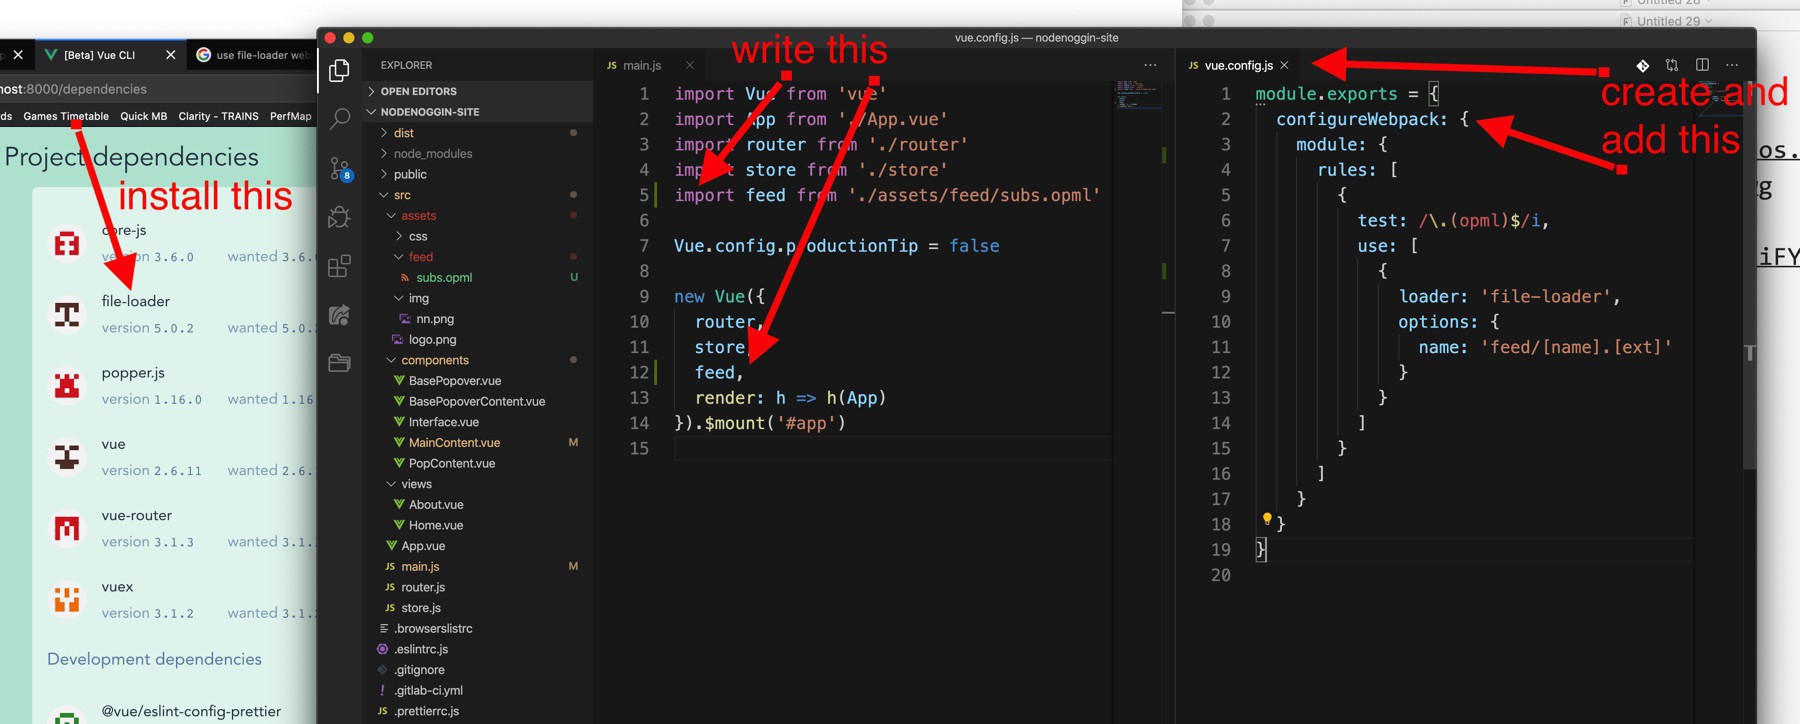 Untitled 28
Untitled 29
[Beta] Vue CLI
use file-loader web
nost:8000/dependencies
ds Games Timetable Quick MB Clarity - TRAINS PerfMap
Project dependencies
install this
core-js
version 3.6.0 wanted 3.6.
file-loader
version 5.0.2 wanted 5.0.
popper.js
version 1.16.0 wanted 1.16
vue
version 2.6.11 wanted 2.6.
vue-router
version 3.1.3 wanted 3.1.
vuex
version 3.1.2 wanted 3.1.
Development dependencies
@vue/eslint-config-prettier
vue.config.js — nodenoggin-site
EXPLORER
OPEN EDITORS
NODENOGGIN-SITE
dist
node_modules
public
8
src
assets
css
feed
subs.opml U
img
nn.png
logo.png
components
BasePopover.vue
BasePopoverContent.vue
Interface.vue
MainContent.vue M
PopContent.vue
views
About.vue
Home.vue
App.vue
JS main.js M
JS router.js
JS store.js
.browserslistrc
.eslintrc.js
.gitignore
! .gitlab-ci.yml
JS .prettierrc.js
JS main.js
write this
1 import Vue from 'vue'
2 import App from './App.vue'
3 import router from './router'
4 import store from './store'
5 import feed from './assets/feed/subs.opml'
6
7 Vue.config.productionTip = false
8
9 new Vue({
10 router,
11 store,
12 feed,
13 render: h => h(App)
14 }).$mount('#app')
15
JS vue.config.js
create and
add this
1 module.exports = {
2 configureWebpack: {
3 module: {
4 rules: [
5 {
6 test: /\.(opml)$/i,
7 use: [
8 {
9 loader: 'file-loader',
10 options: {
11 name: 'feed/[name].[ext]'
12 }
13 }
14 ]
15 }
16 ]
17 }
18 }
19 }
20
os.
g
iFY